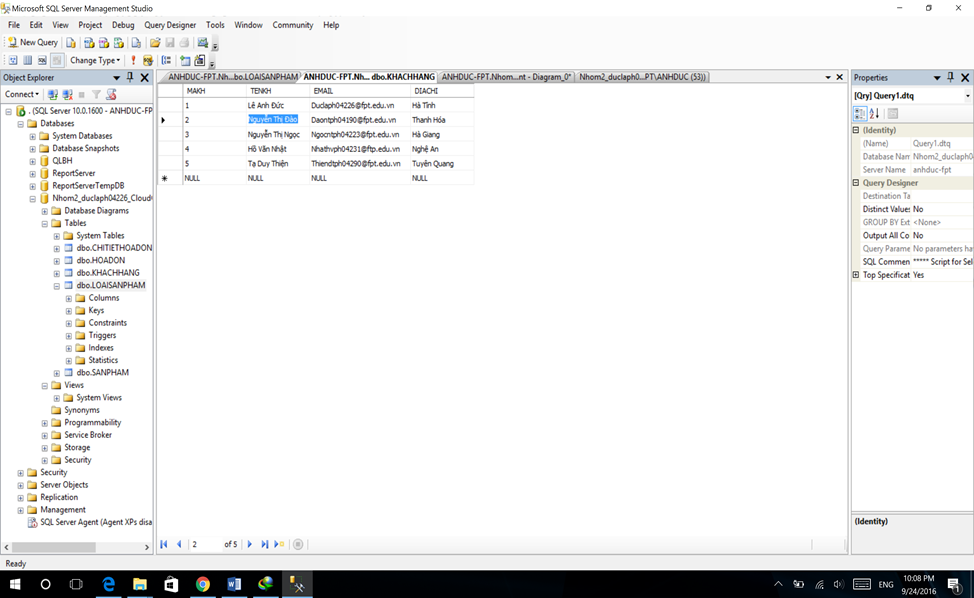 Microsoft SQL Server Management Studio
File Edit View Project Debug Query Designer Tools Window Community Help
New Query
Change Type
Object Explorer
Connect
. (SQL Server 10.0.1600 - ANHDUC-FP
Databases
System Databases
Database Snapshots
QLBH
ReportServer
ReportServerTempDB
Nhom2_duclaph04226_Cloud
Database Diagrams
Tables
System Tables
dbo.CHITIETHOADON
dbo.HOADON
dbo.KHACHHANG
dbo.LOAISANPHAM
Columns
Keys
Constraints
Triggers
Indexes
Statistics
dbo.SANPHAM
Views
System Views
Synonyms
Programmability
Service Broker
Storage
Security
Security
Server Objects
Replication
Management
SQL Server Agent (Agent XPs disa
ANHDUC-FPT.Nh...bo.LOAISANPHAM ANHDUC-FPT.Nh... dbo.KHACHHANG ANHDUC-FPT.Nhom...nt - Diagram_0* Nhom2_duclaph0...PT\ANHDUC (53))
MAKH TENKH EMAIL DIACHI
1 Lê Anh Đức Duclaph04226@fpt.edu.vn Hà Tĩnh
2 Nguyễn Thị Đào Daontph04190@fpt.edu.vn Thanh Hóa
3 Nguyễn Thị Ngọc Ngocntph04223@fpt.edu.vn Hà Giang
4 Hồ Văn Nhật Nhathvph04231@ftp.edu.vn Nghệ An
5 Tạ Duy Thiện Thiendtph04290@fpt.edu.vn Tuyên Quang
NULL NULL NULL NULL
2 of 5
Properties
[Qry] Query1.dtq
(Identity)
(Name) Query1.dtq
Database Nam Nhom2_duclaph0
Server Name anhduc-fpt
Query Designer
Destination Ta
Distinct Values No
GROUP BY Ext <None>
Output All Co No
Query Parame No parameters ha
SQL Commen ***** Script for Sel
Top Specificat Yes
(Identity)
Ready
ENG
10:08 PM
9/24/2016
1